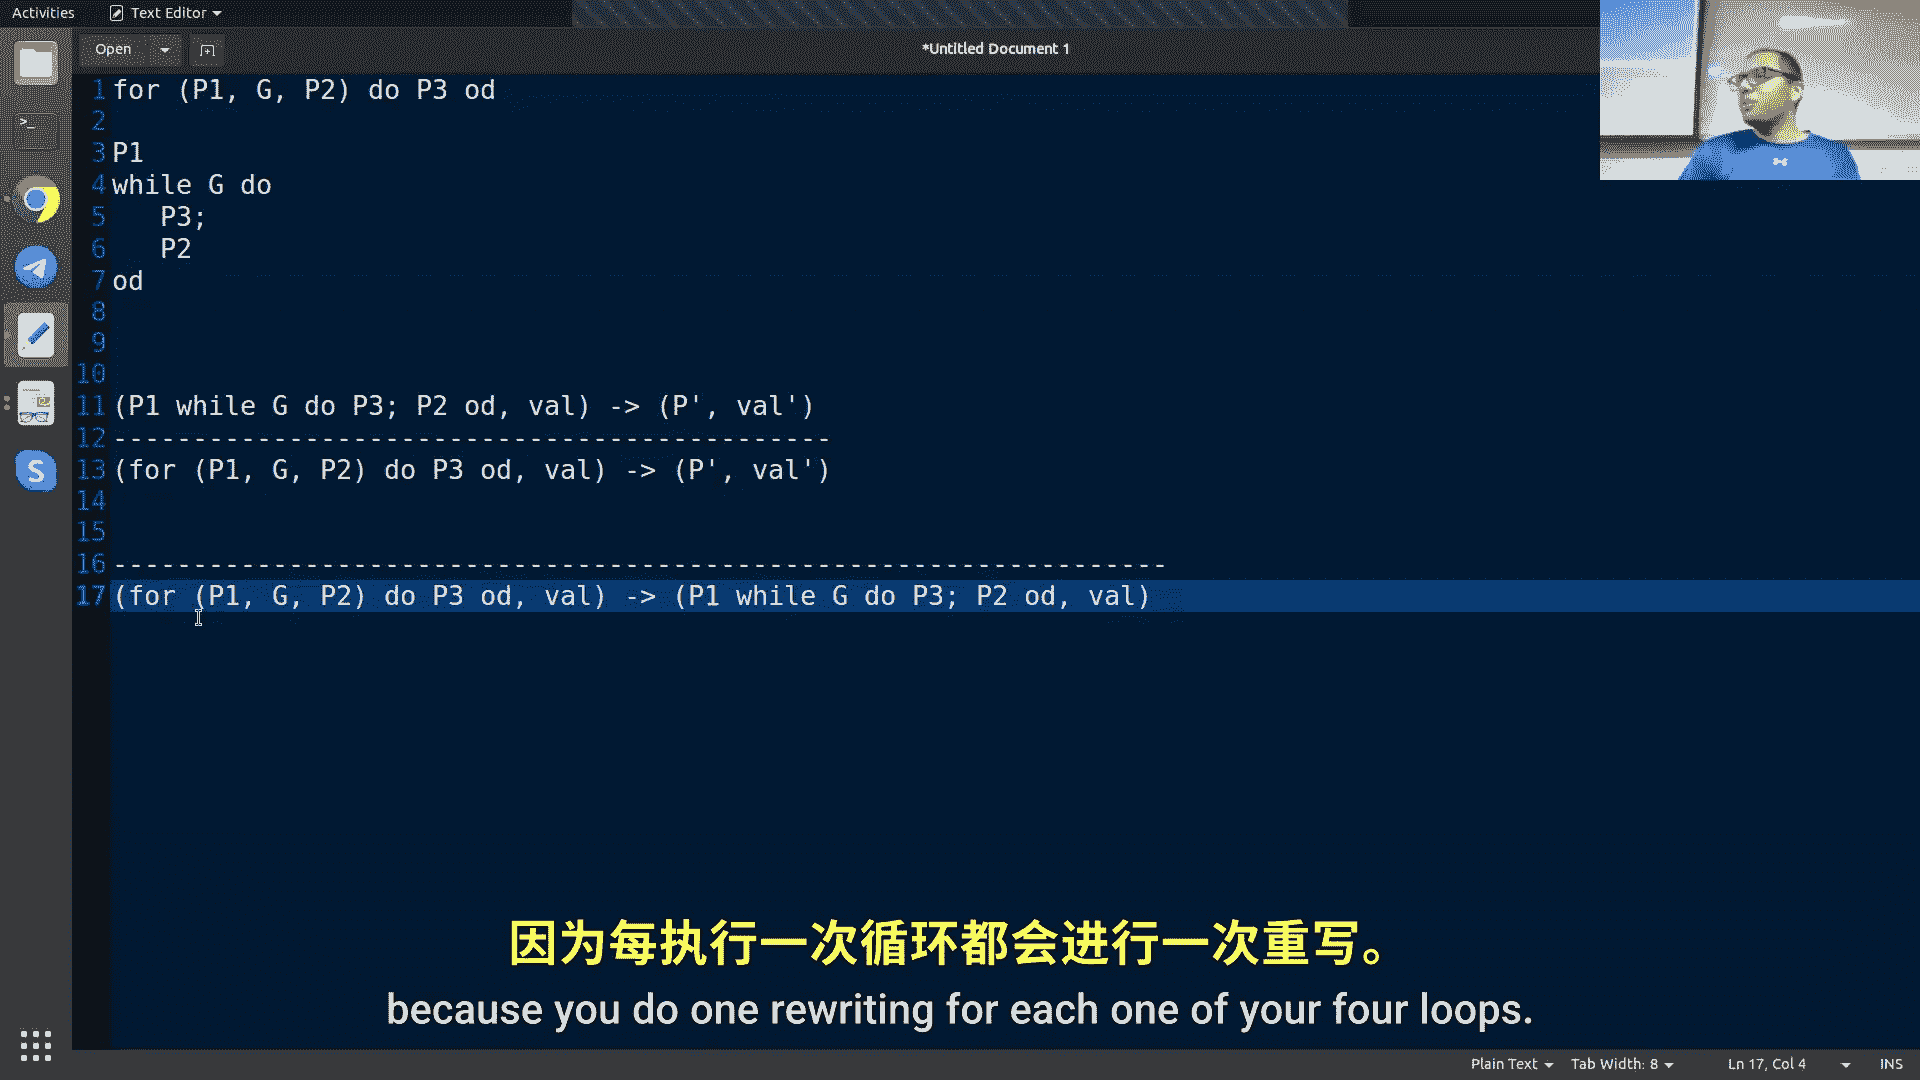 Activities
Text Editor
Open
*Untitled Document 1
1 for (P1, G, P2) do P3 od
2
3 P1
4 while G do
5    P3;
6    P2
7 od
8
9
10
11 (P1 while G do P3; P2 od, val) -> (P', val')
12 ---------------------------------------------
13 (for (P1, G, P2) do P3 od, val) -> (P', val')
14
15
16 ------------------------------------------------------------------
17 (for (P1, G, P2) do P3 od, val) -> (P1 while G do P3; P2 od, val)
因为每执行一次循环都会进行一次重写。
because you do one rewriting for each one of your four loops.
Plain Text
Tab Width: 8
Ln 17, Col 4
INS